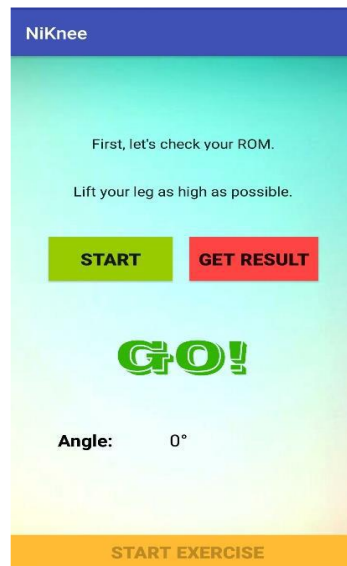 NiKnee
First, let's check your ROM.
Lift your leg as high as possible.
START GET RESULT
GO!
Angle: 0°
START EXERCISE